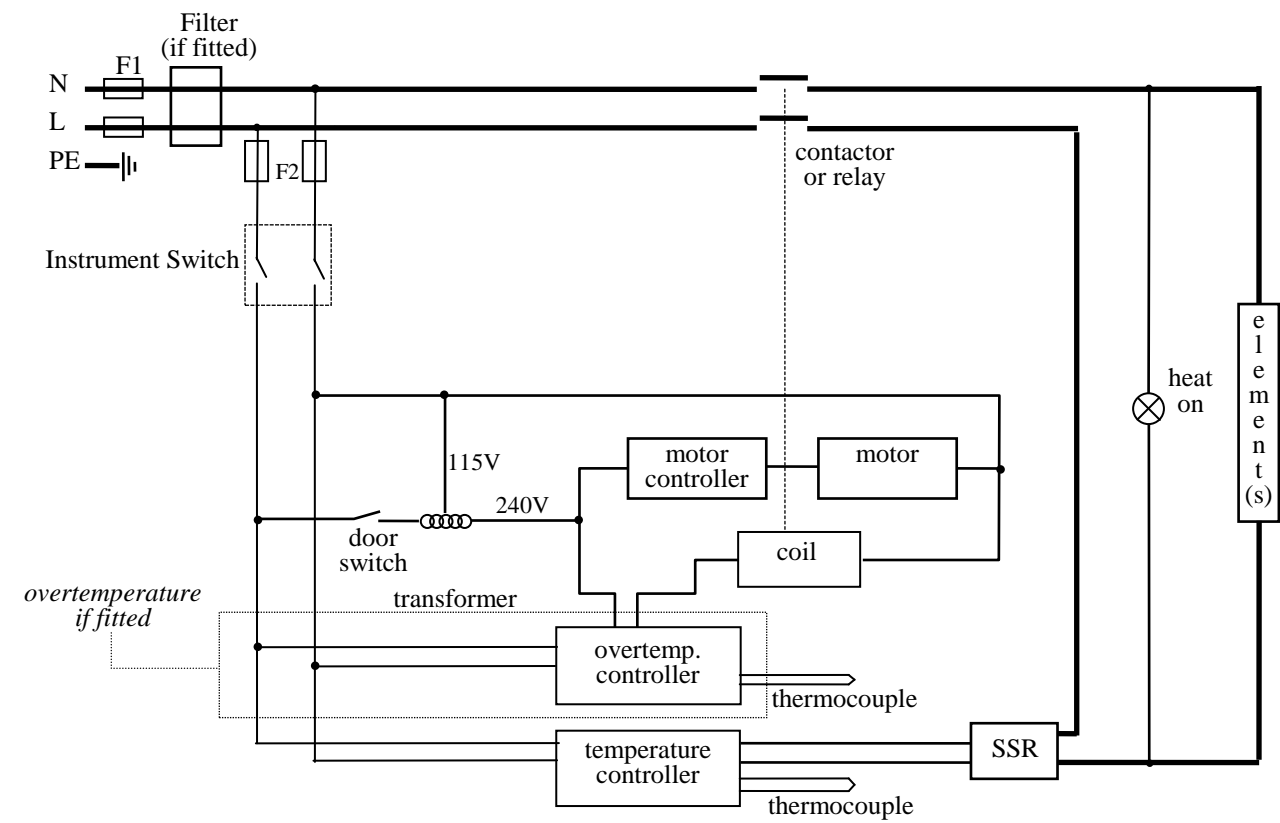 Filter
(if fitted)
F1
N
L
PE
F2
contactor
or relay
Instrument Switch
e
l
e
m
e
n
t
(s)
heat
on
115V
motor
controller
motor
240V
door
switch
coil
overtemperature
if fitted
transformer
overtemp.
controller
thermocouple
temperature
controller
SSR
thermocouple